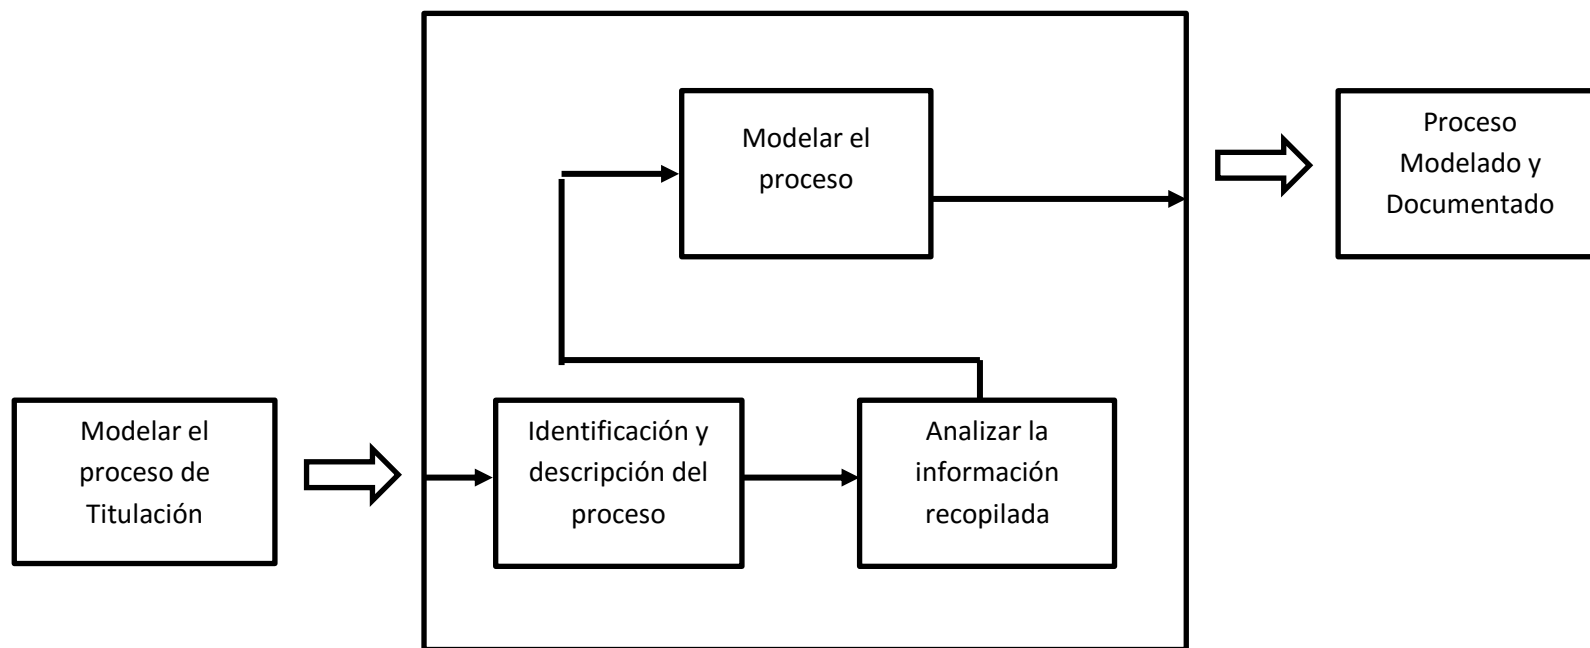 Modelar el
proceso de
Titulación
Identificación y
descripción del
proceso
Analizar la
información
recopilada
Modelar el
proceso
Proceso
Modelado y
Documentado